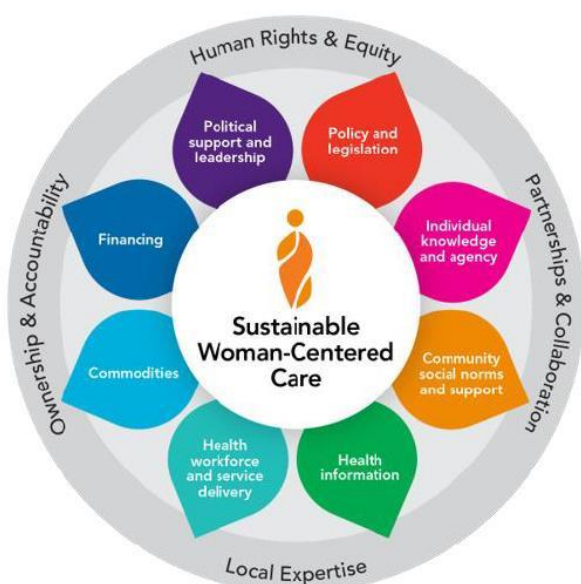 Human Rights & Equity
Political
support and
leadership
Policy and
legislation
Ownership & Accountability
Partnerships & Collaboration
Financing
Individual
knowledge
and agency
Sustainable
Woman-Centered
Care
Commodities
Community
social norms
and support
Health
workforce
and service
delivery
Health
information
Local Expertise